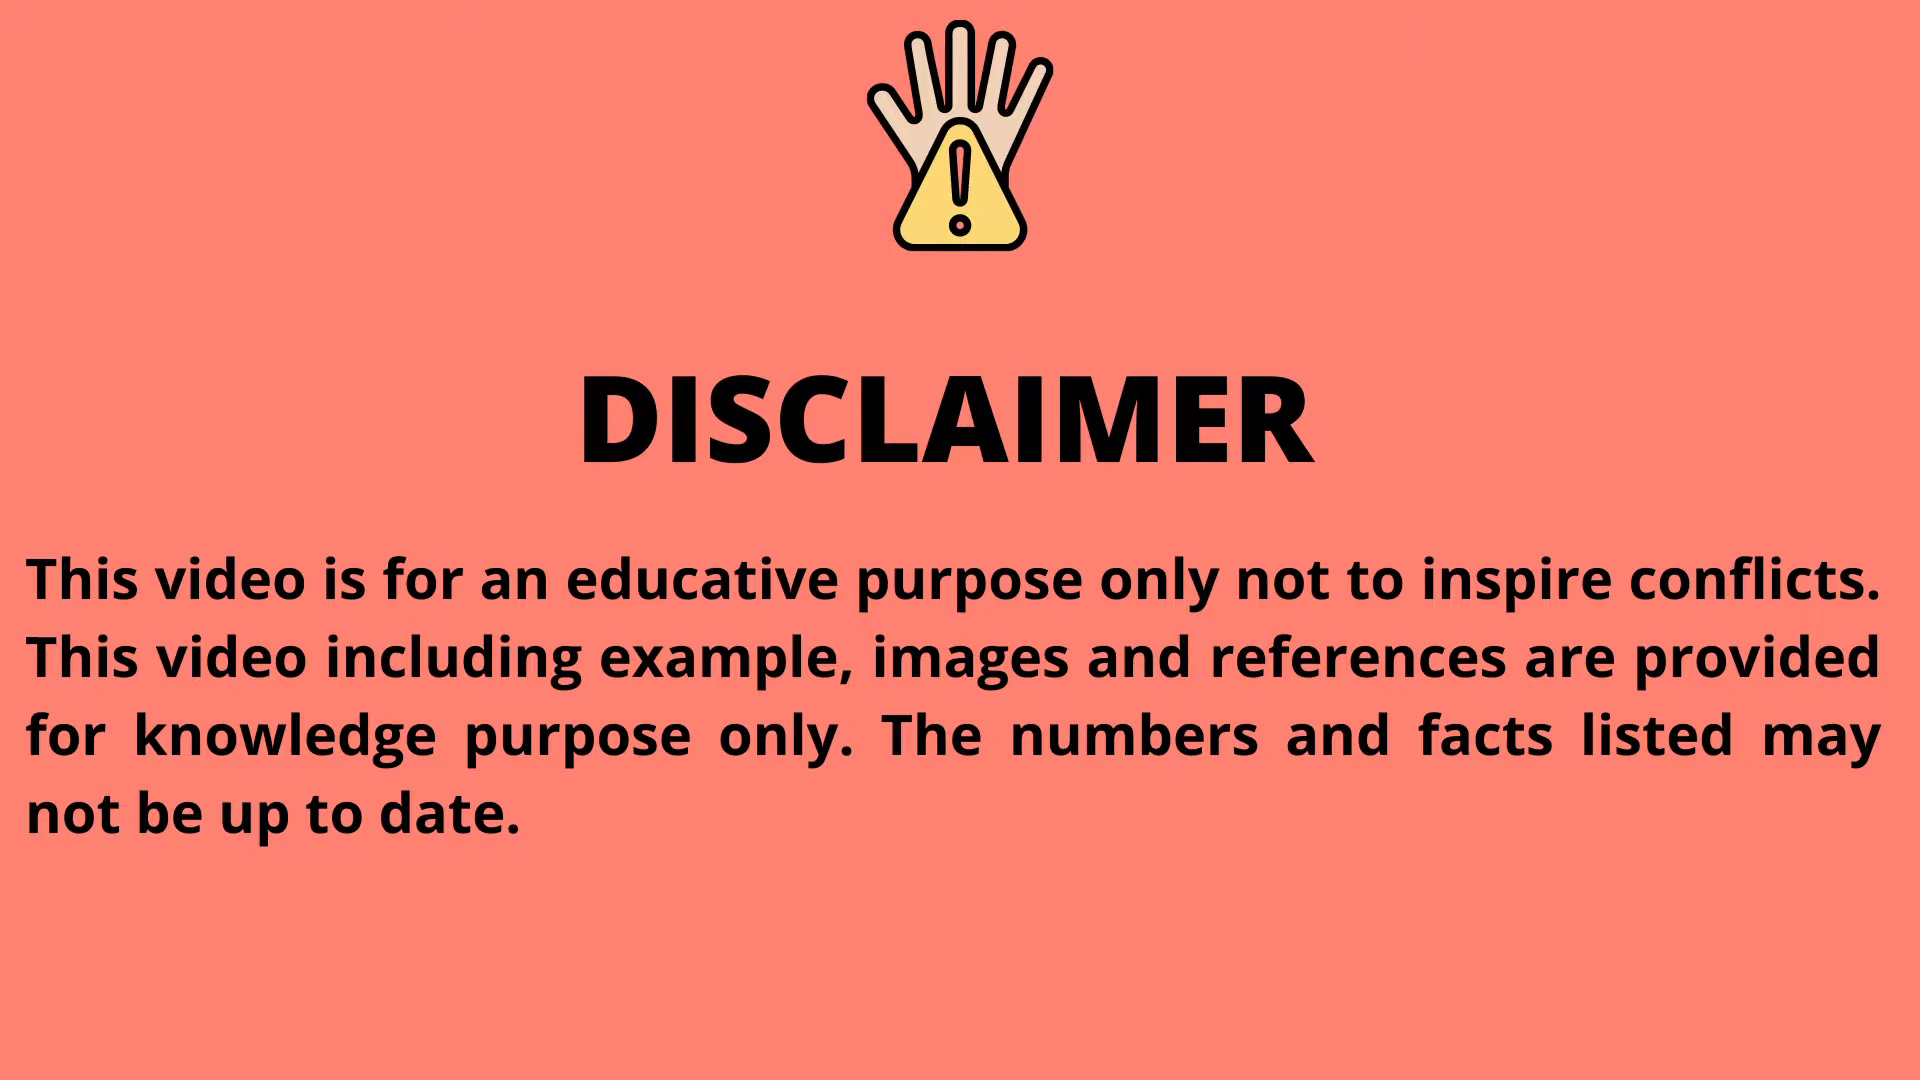 DISCLAIMER
This video is for an educative purpose only not to inspire conflicts.
This video including example, images and references are provided
for knowledge purpose only. The numbers and facts listed may
not be up to date.